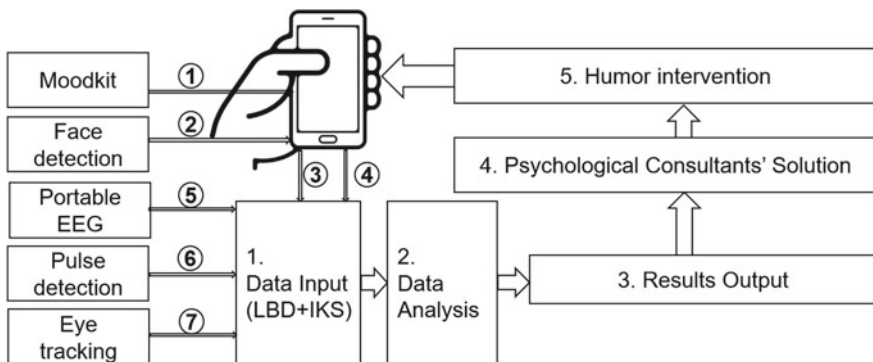 Moodkit
①
Face
detection
②
③
④
Portable
EEG
⑤
Pulse
detection
⑥
Eye
tracking
⑦
1.
Data Input
(LBD+IKS)
2.
Data
Analysis
3. Results Output
4. Psychological Consultants' Solution
5. Humor intervention